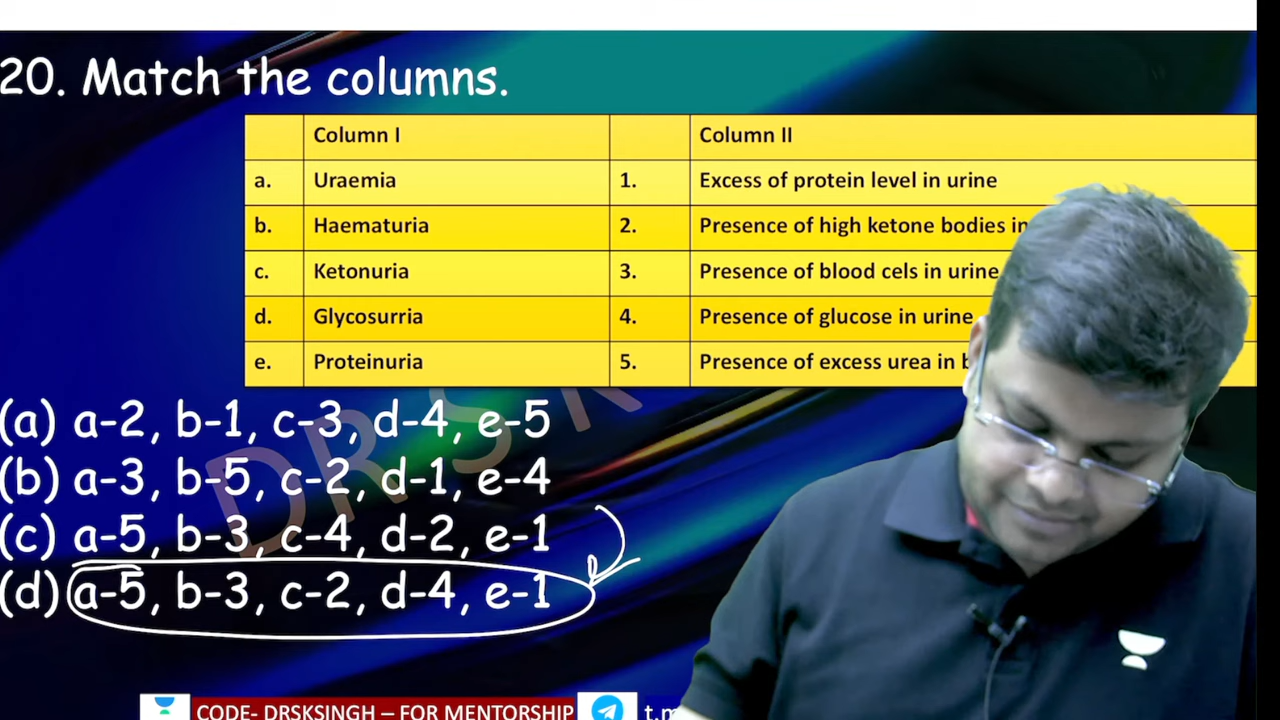 20. Match the columns.
Column I Column II
a. Uraemia 1. Excess of protein level in urine
b. Haematuria 2. Presence of high ketone bodies in
c. Ketonuria 3. Presence of blood cels in urine
d. Glycosurria 4. Presence of glucose in urine
e. Proteinuria 5. Presence of excess urea in
(a) a-2, b-1, c-3, d-4, e-5
(b) a-3, b-5, c-2, d-1, e-4
(c) a-5, b-3, c-4, d-2, e-1
(d) a-5, b-3, c-2, d-4, e-1
DRSK
CODE- DRSKSINGH – FOR MENTORSHIP t.m